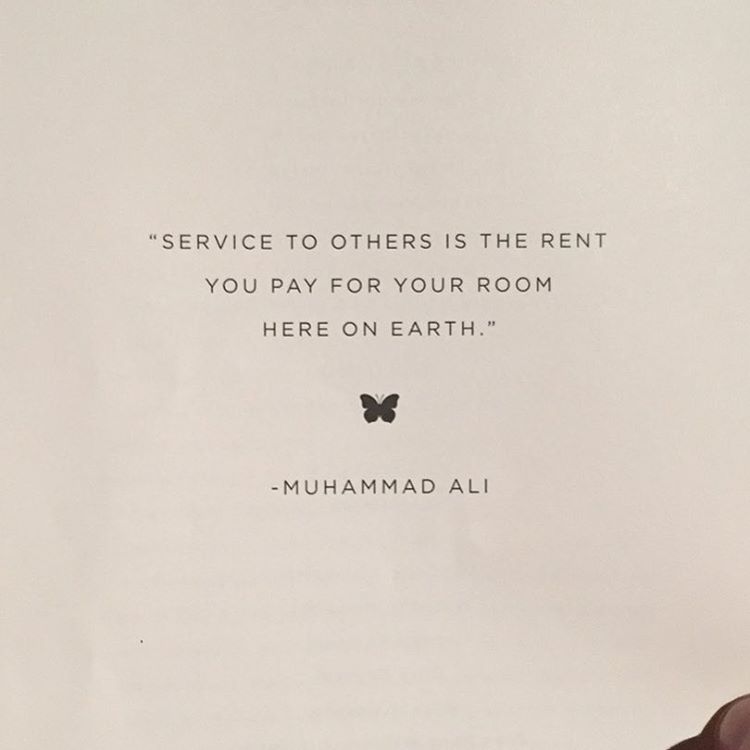 “SERVICE TO OTHERS IS THE RENT
YOU PAY FOR YOUR ROOM
HERE ON EARTH.”
-MUHAMMAD ALI